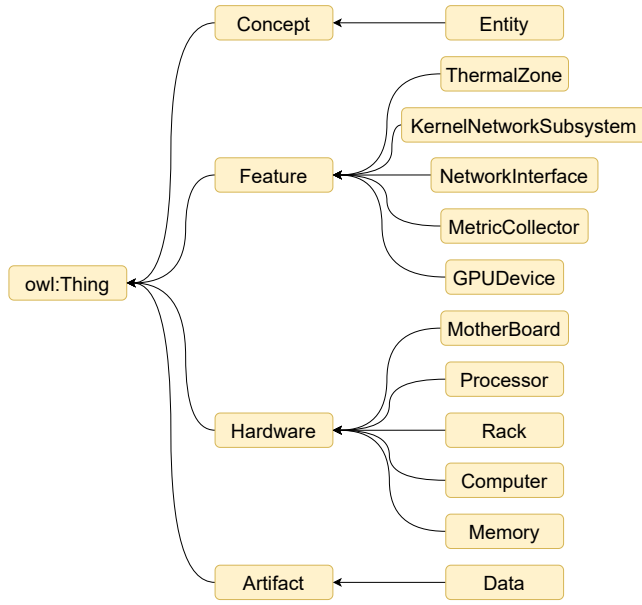 Concept
Entity
ThermalZone
KernelNetworkSubsystem
Feature
NetworkInterface
MetricCollector
GPUDevice
owl:Thing
MotherBoard
Processor
Hardware
Rack
Computer
Memory
Artifact
Data